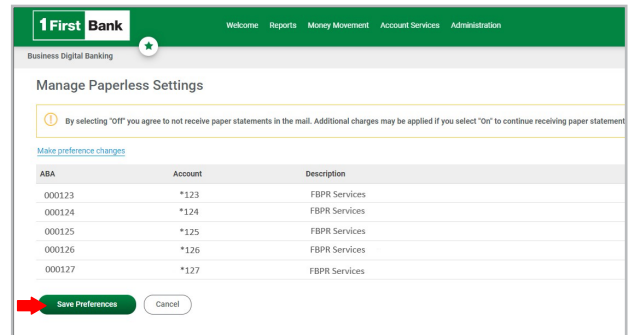 1 First Bank
Welcome Reports Money Movement Account Services Administration
Business Digital Banking
Manage Paperless Settings
By selecting "Off" you agree to not receive paper statements in the mail. Additional charges may be applied if you select "On" to continue receiving paper statement
Make preference changes
ABA Account Description
000123 *123 FBPR Services
000124 *124 FBPR Services
000125 *125 FBPR Services
000126 *126 FBPR Services
000127 *127 FBPR Services
Save Preferences Cancel